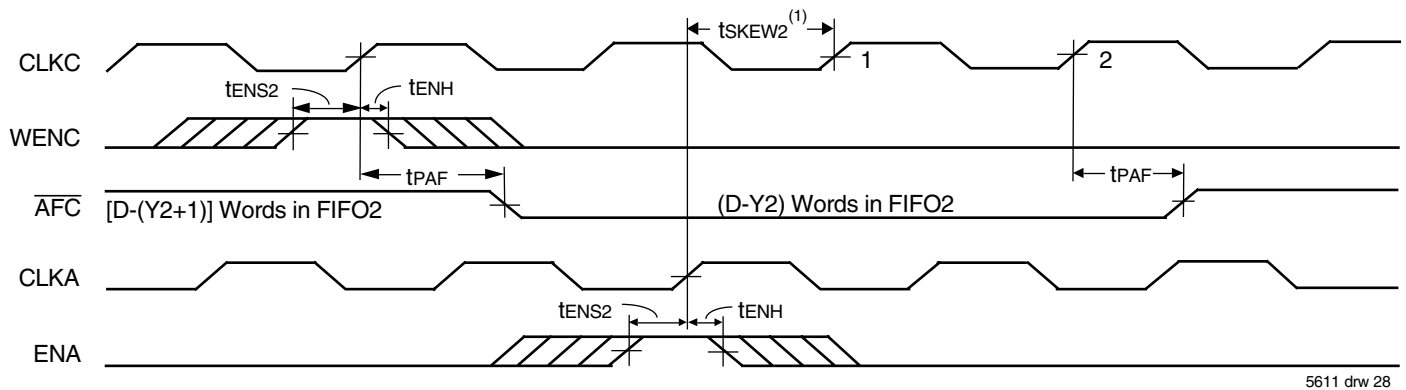 tSKEW2(1)
CLKC
1
2
tENS2
tENH
WENC
tPAF
tPAF
AFC
[D-(Y2+1)] Words in FIFO2
(D-Y2) Words in FIFO2
CLKA
tENS2
tENH
ENA
5611 drw 28